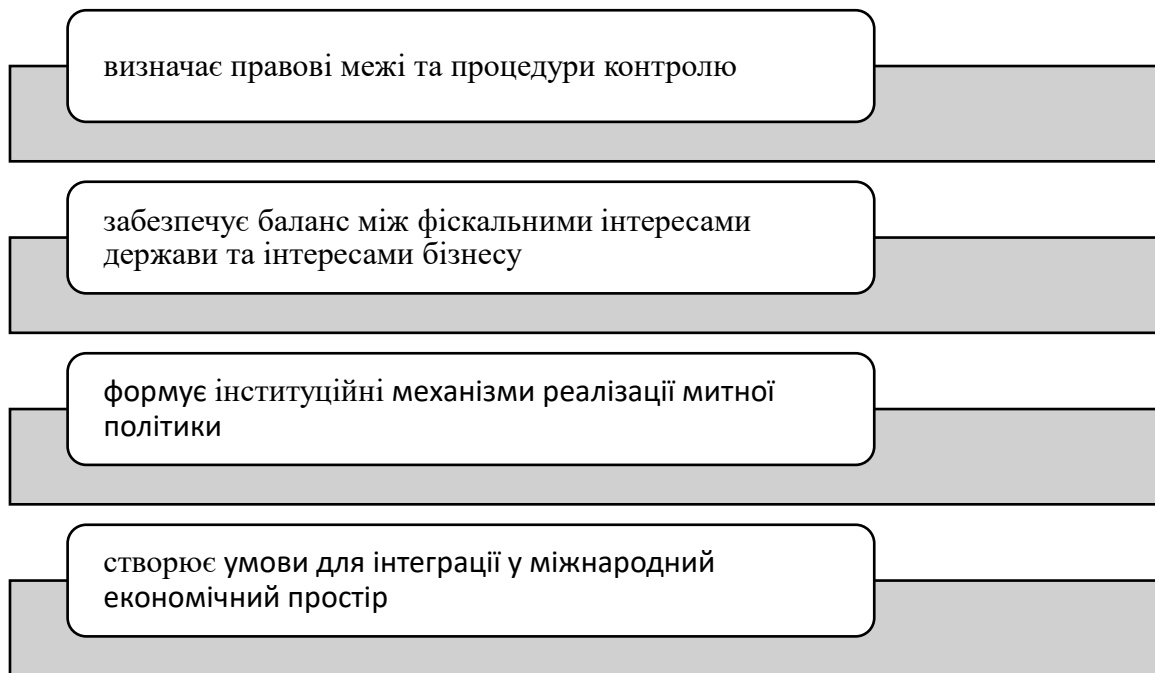 визначає правові межі та процедури контролю
забезпечує баланс між фіскальними інтересами
держави та інтересами бізнесу
формує інституційні механізми реалізації митної
політики
створює умови для інтеграції у міжнародний
економічний простір